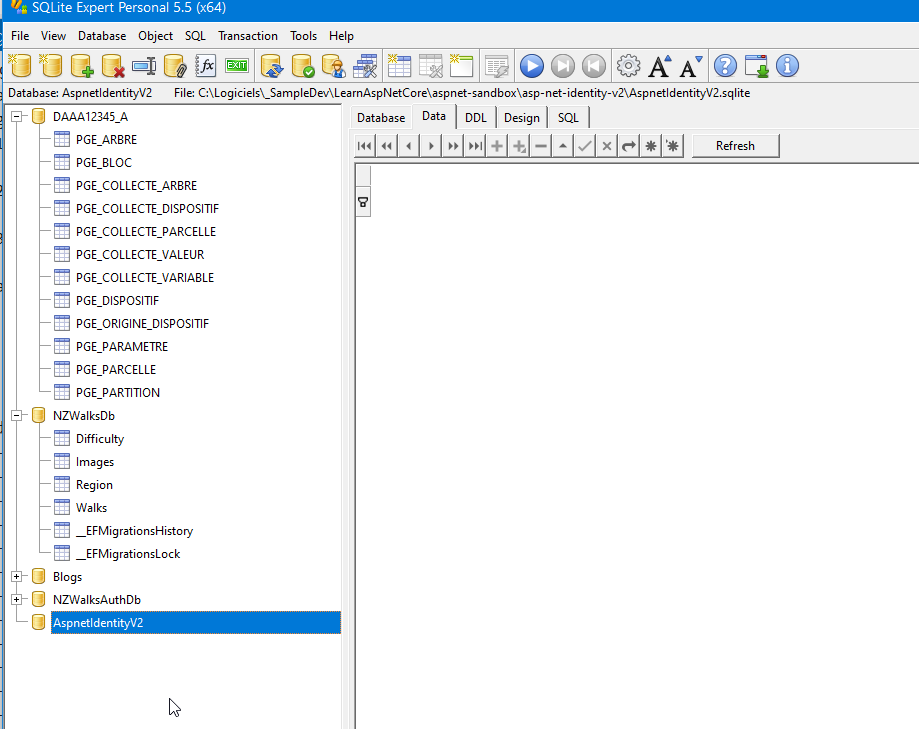 SQLite Expert Personal 5.5 (x64)
File View Database Object SQL Transaction Tools Help
fx EXIT A A ? i
Database: AspnetIdentityV2 File: C:\Logiciels\_SampleDev\LearnAspNetCore\aspnet-sandbox\asp-net-identity-v2\AspnetIdentityV2.sqlite
Database Data DDL Design SQL
Refresh
DAAA12345_A
PGE_ARBRE
PGE_BLOC
PGE_COLLECTE_ARBRE
PGE_COLLECTE_DISPOSITIF
PGE_COLLECTE_PARCELLE
PGE_COLLECTE_VALEUR
PGE_COLLECTE_VARIABLE
PGE_DISPOSITIF
PGE_ORIGINE_DISPOSITIF
PGE_PARAMETRE
PGE_PARCELLE
PGE_PARTITION
NZWalksDb
Difficulty
Images
Region
Walks
__EFMigrationsHistory
__EFMigrationsLock
Blogs
NZWalksAuthDb
AspnetIdentityV2